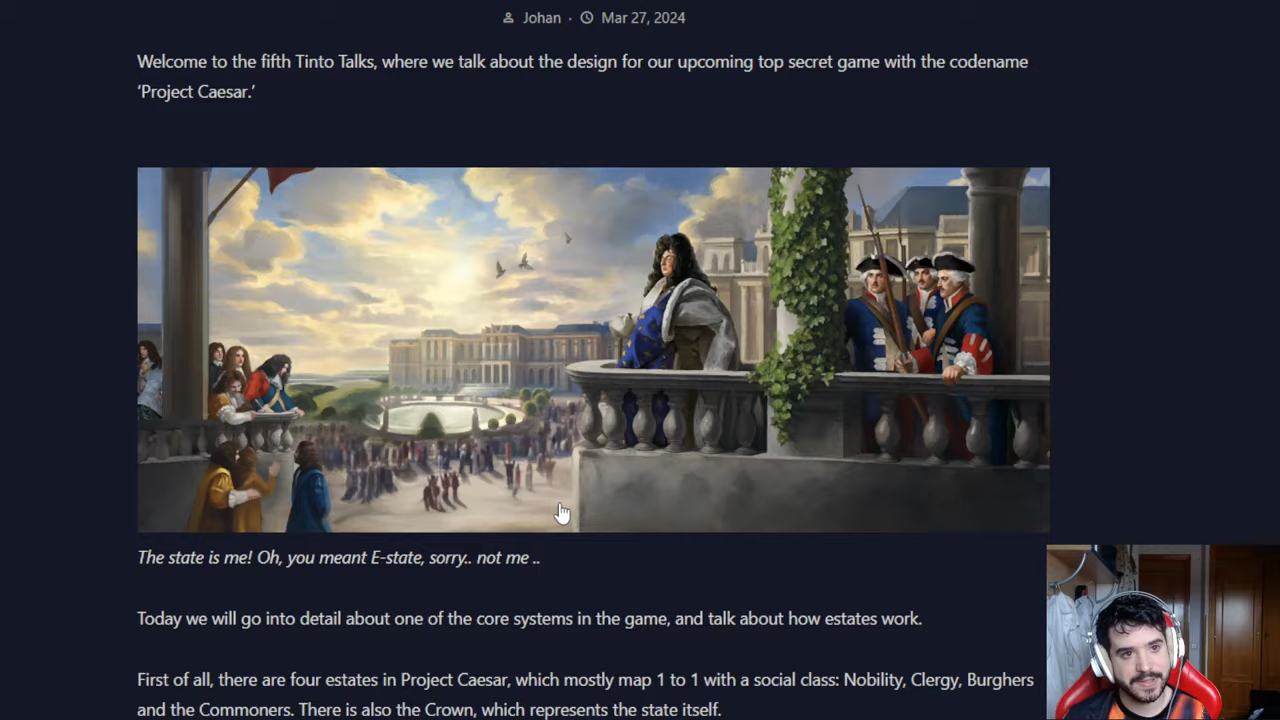 Johan · Mar 27, 2024
Welcome to the fifth Tinto Talks, where we talk about the design for our upcoming top secret game with the codename
‘Project Caesar.’
The state is me! Oh, you meant E-state, sorry.. not me ..
Today we will go into detail about one of the core systems in the game, and talk about how estates work.
First of all, there are four estates in Project Caesar, which mostly map 1 to 1 with a social class: Nobility, Clergy, Burghers
and the Commoners. There is also the Crown, which represents the state itself.